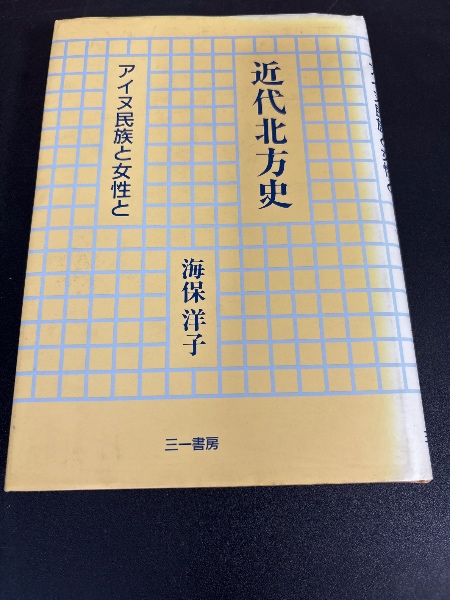 近代北方史
アイヌ民族と女性と
海保洋子
三一書房